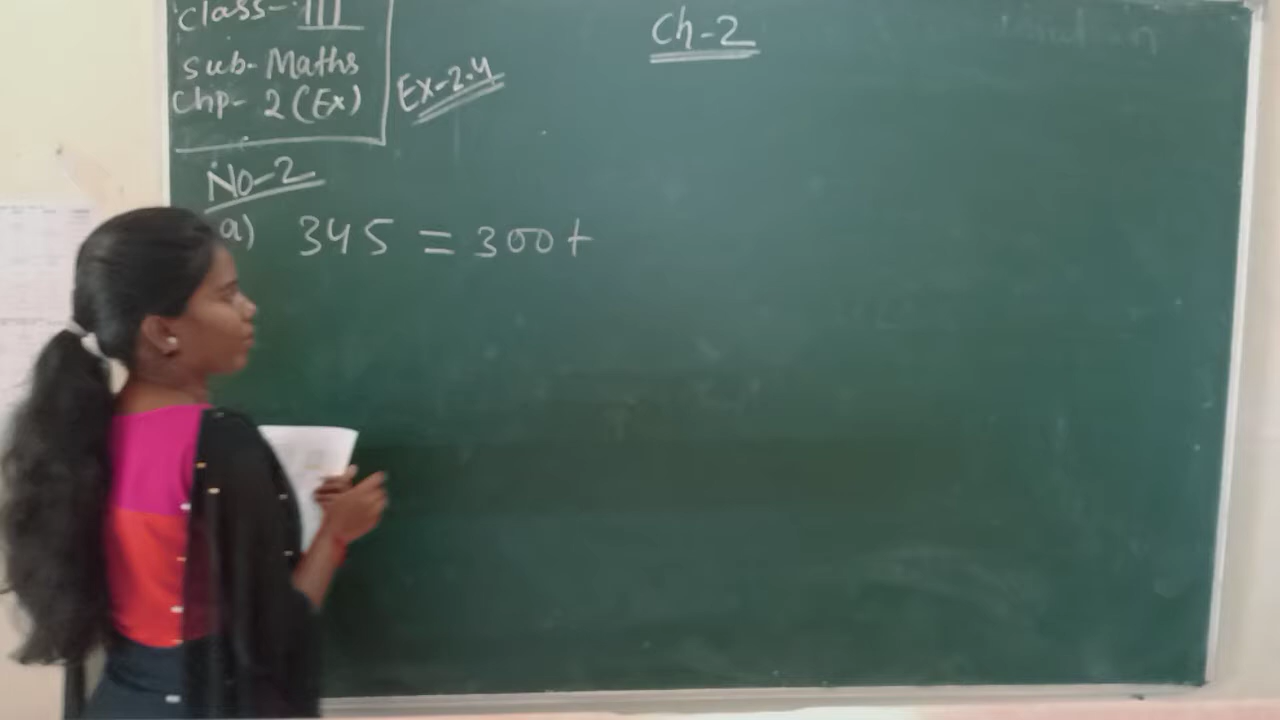 Class- III
Sub- Maths
Chp- 2 (Ex)
Ch-2
Ex-2.4
No-2
a) 345 = 300+